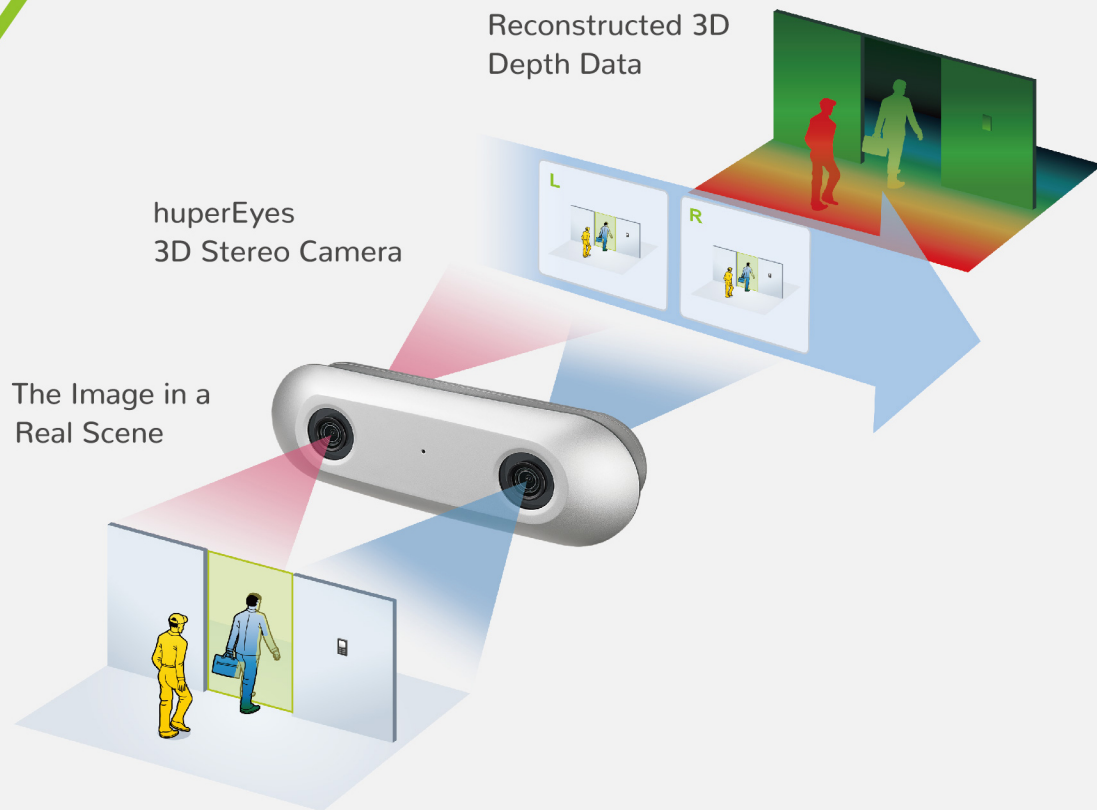 Reconstructed 3D
Depth Data
L
R
huperEyes
3D Stereo Camera
The Image in a
Real Scene